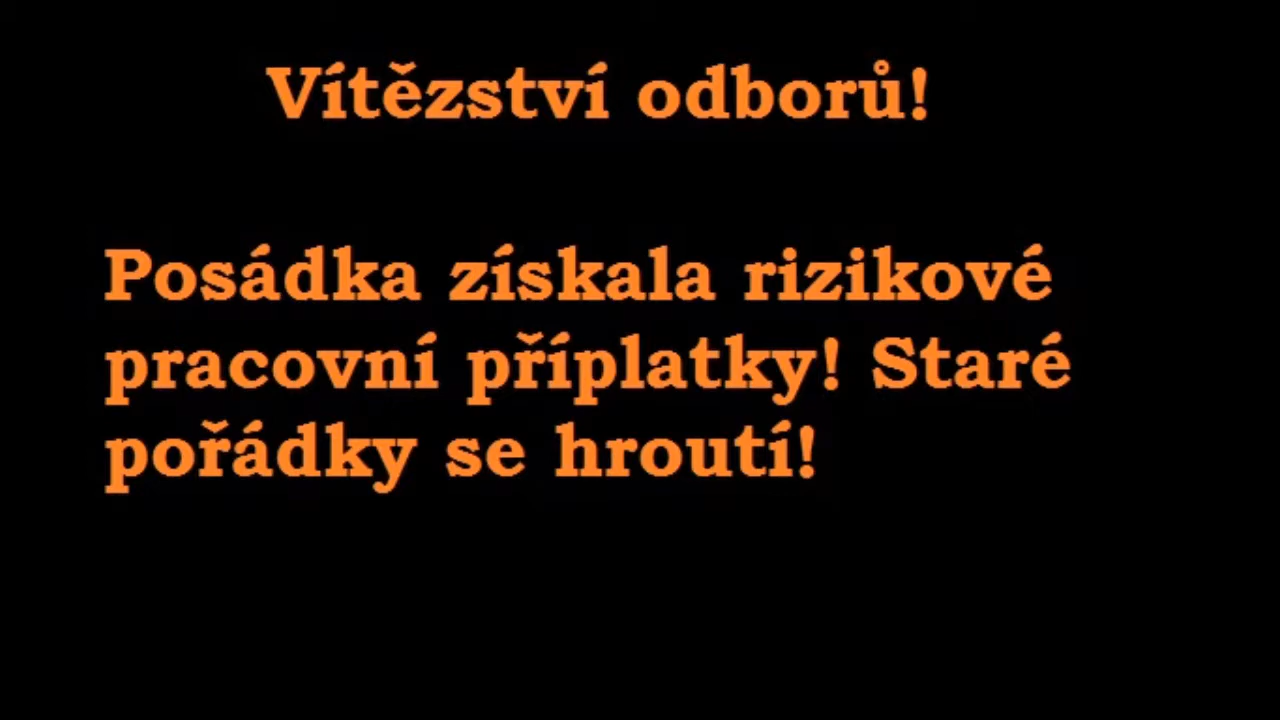 Vítězství odborů!
Posádka získala rizikové
pracovní příplatky! Staré
pořádky se hroutí!